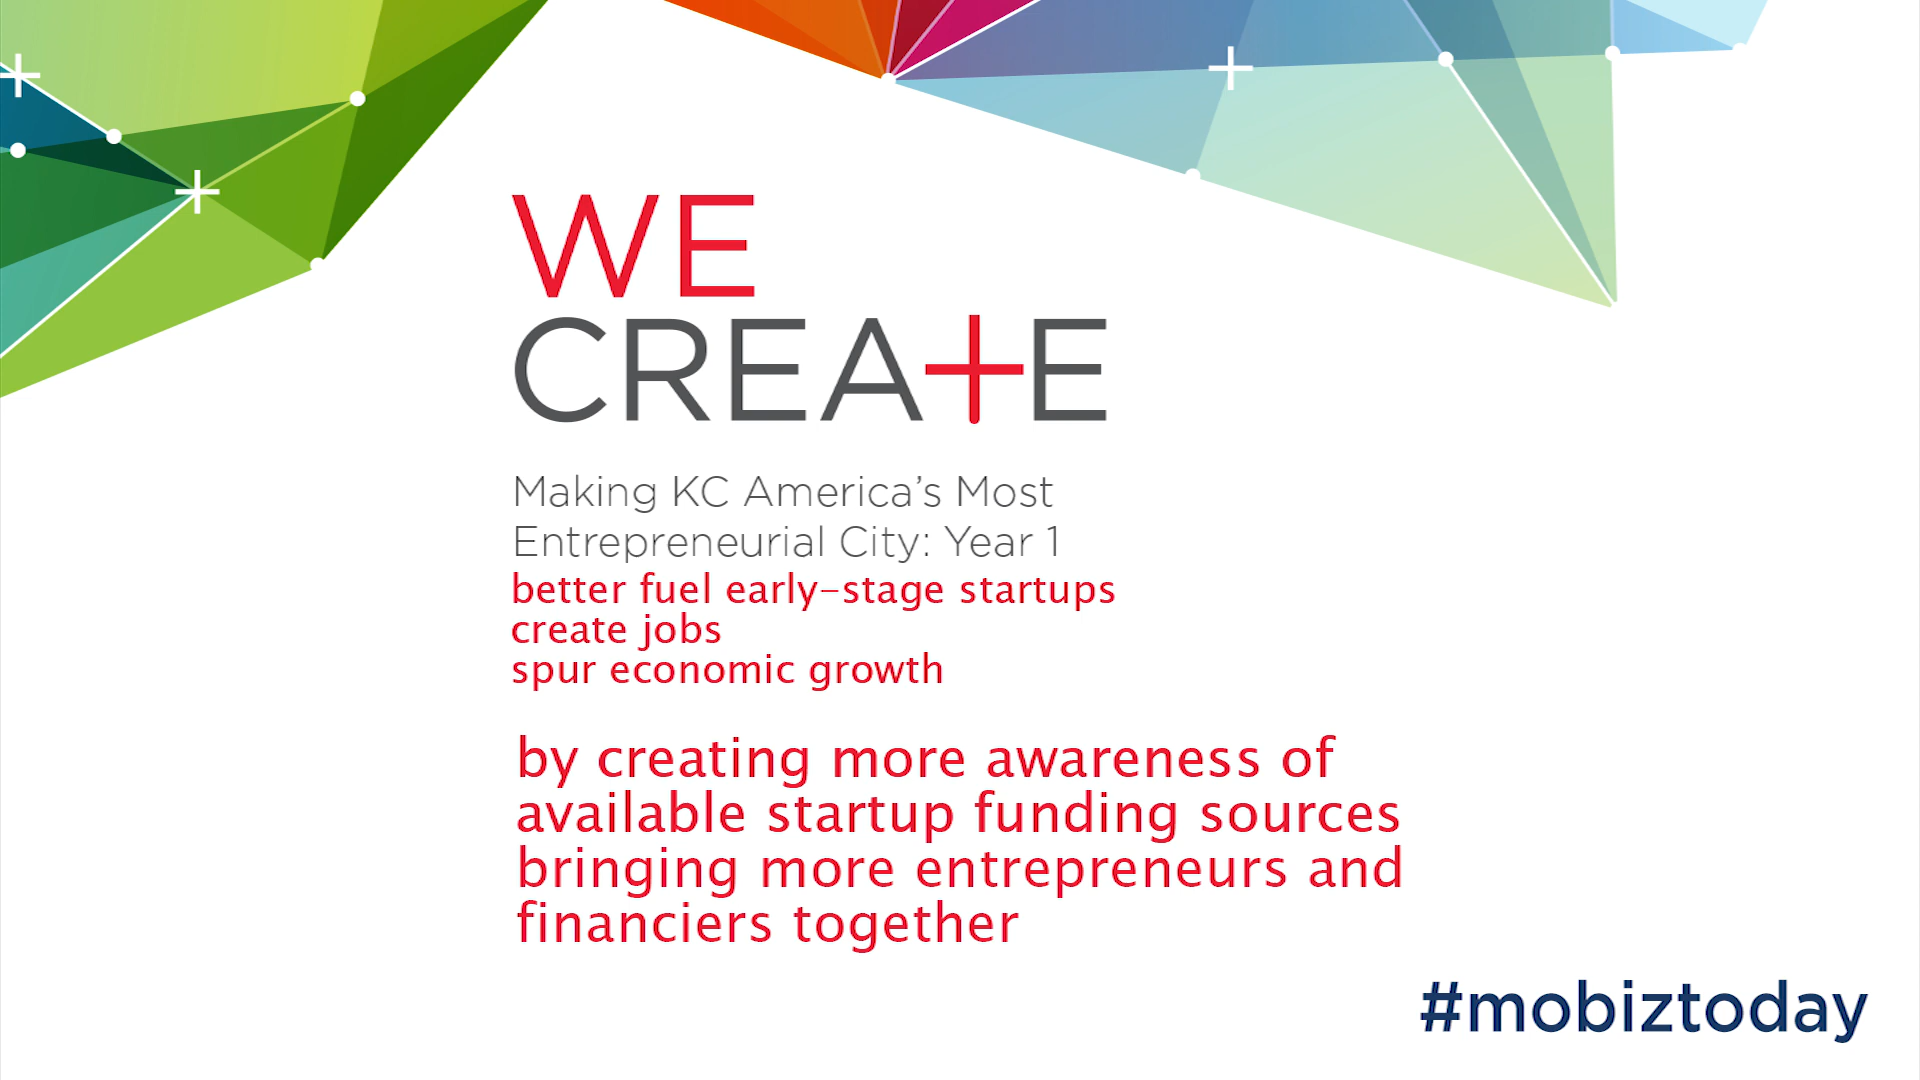 WE
CREATE
Making KC America’s Most
Entrepreneurial City: Year 1
better fuel early-stage startups
create jobs
spur economic growth
by creating more awareness of
available startup funding sources
bringing more entrepreneurs and
financiers together
#mobiztoday